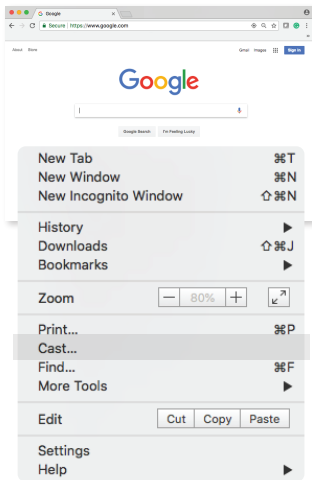 Google
Secure https://www.google.com
About Store
Gmail Images
Sign in
Google
Google Search I'm Feeling Lucky
New Tab ⌘T
New Window ⌘N
New Incognito Window ⇧⌘N
History ▶
Downloads ⇧⌘J
Bookmarks ▶
Zoom — 80% +
Print... ⌘P
Cast...
Find... ⌘F
More Tools ▶
Edit Cut Copy Paste
Settings
Help ▶